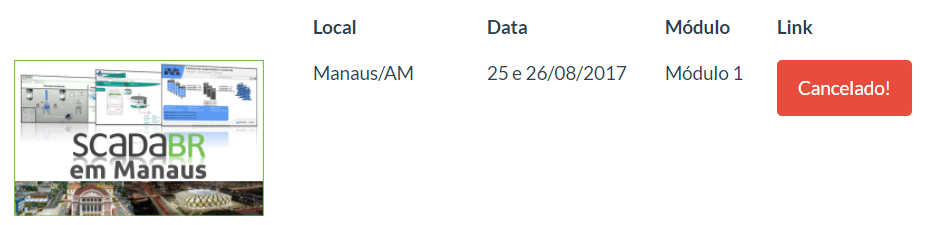 Local Data Módulo Link
Manaus/AM 25 e 26/08/2017 Módulo 1 Cancelado!
SCADABR
em Manaus